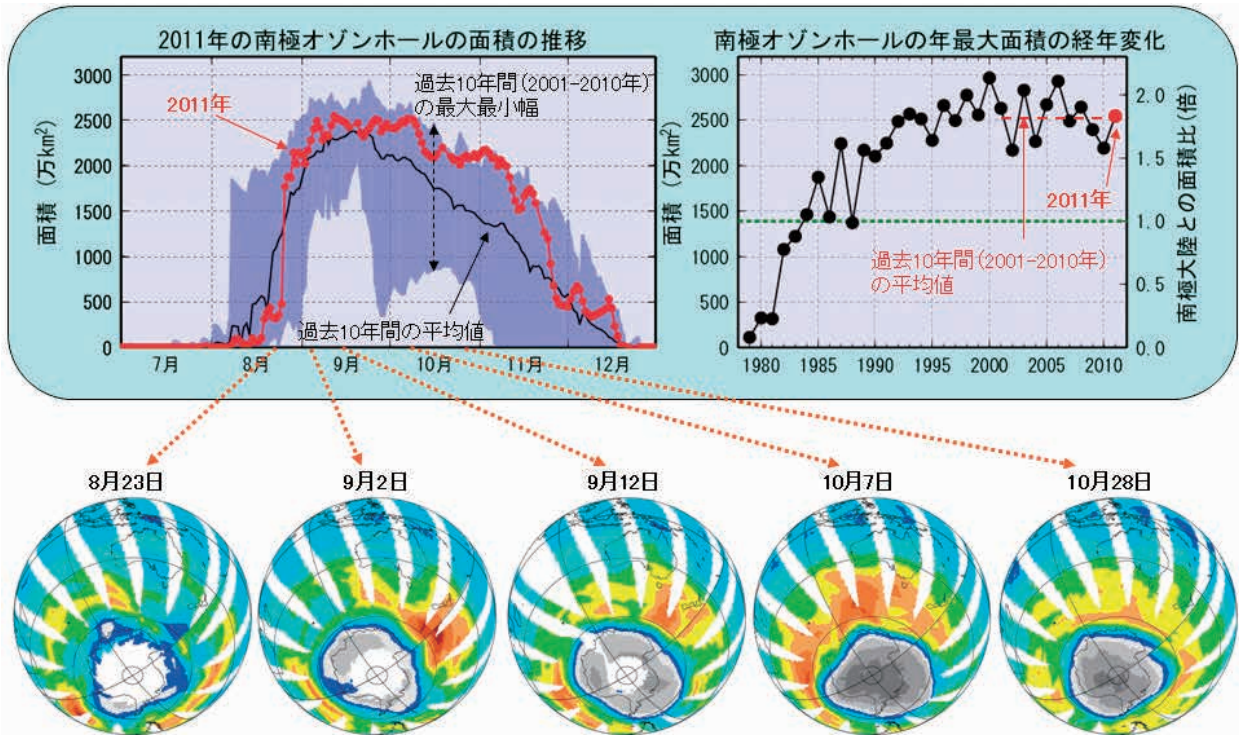 2011年の南極オゾンホールの面積の推移
3000
2500
2000
1500
1000
500
0
面積 (万km²)
2011年
過去10年間(2001-2010年)
の最大最小幅
過去10年間の平均値
7月
8月
9月
10月
11月
12月
南極オゾンホールの年最大面積の経年変化
3000
2500
2000
1500
1000
500
0
面積 (万km²)
2.0
1.5
1.0
0.5
0.0
南極大陸との面積比(倍)
2011年
過去10年間(2001-2010年)
の平均値
1980
1985
1990
1995
2000
2005
2010
8月23日
9月2日
9月12日
10月7日
10月28日